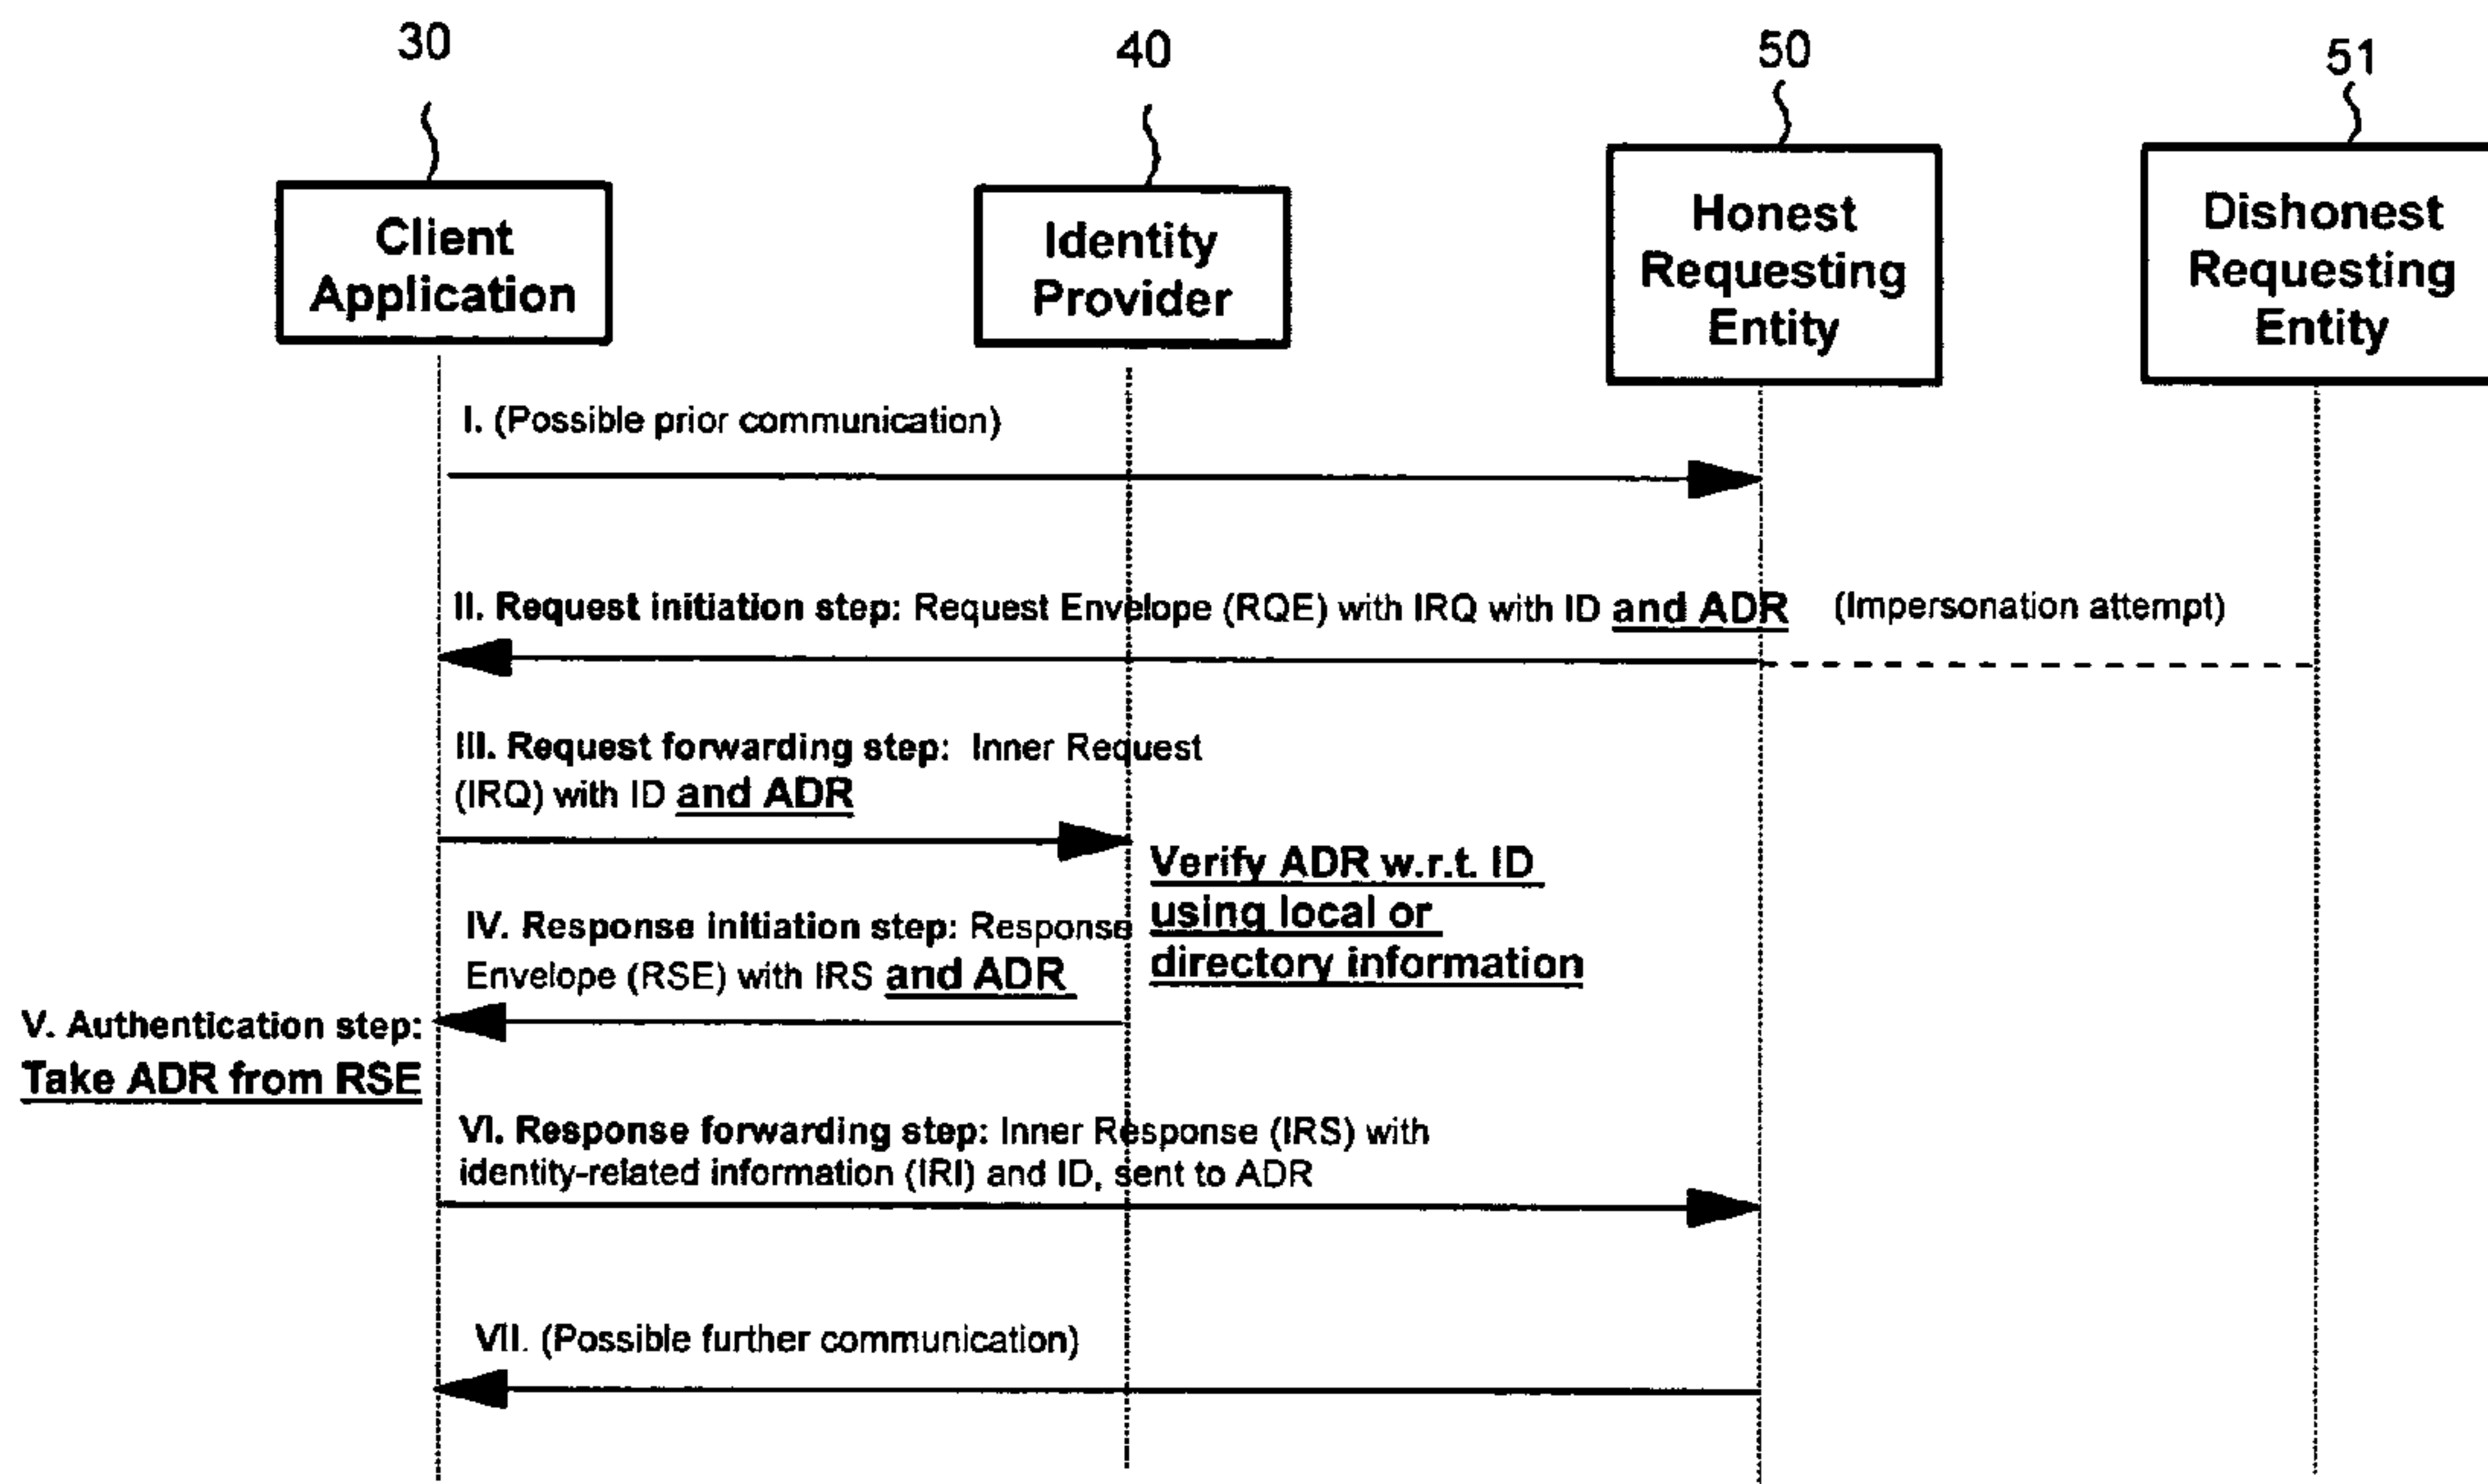 30
40
50
51
Client
Application
Identity
Provider
Honest
Requesting
Entity
Dishonest
Requesting
Entity
I. (Possible prior communication)
II. Request initiation step: Request Envelope (RQE) with IRQ with ID and ADR (Impersonation attempt)
III. Request forwarding step: Inner Request
(IRQ) with ID and ADR
Verify ADR w.r.t. ID
using local or
directory information
IV. Response initiation step: Response
Envelope (RSE) with IRS and ADR
V. Authentication step:
Take ADR from RSE
VI. Response forwarding step: Inner Response (IRS) with
identity-related information (IRI) and ID, sent to ADR
VII. (Possible further communication)